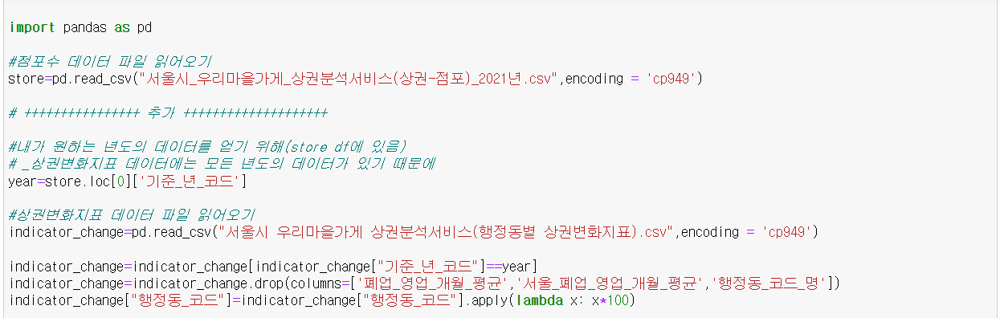 import pandas as pd
#점포수 데이터 파일 읽어오기
store=pd.read_csv("서울시_우리마을가게_상권분석서비스(상권-점포)_2021년.csv",encoding = 'cp949')
# ++++++++++++++++ 추가 ++++++++++++++++++++
#내가 원하는 년도의 데이터를 얻기 위해(store df에 있음)
# _상권변화지표 데이터에는 모든 년도의 데이터가 있기 때문에
year=store.loc[0]['기준_년_코드']
#상권변화지표 데이터 파일 읽어오기
indicator_change=pd.read_csv("서울시 우리마을가게 상권분석서비스(행정동별 상권변화지표).csv",encoding = 'cp949')
indicator_change=indicator_change[indicator_change["기준_년_코드"]==year]
indicator_change=indicator_change.drop(columns=['폐업_영업_개월_평균','서울_폐업_영업_개월_평균','행정동_코드_명'])
indicator_change["행정동_코드"]=indicator_change["행정동_코드"].apply(lambda x: x*100)